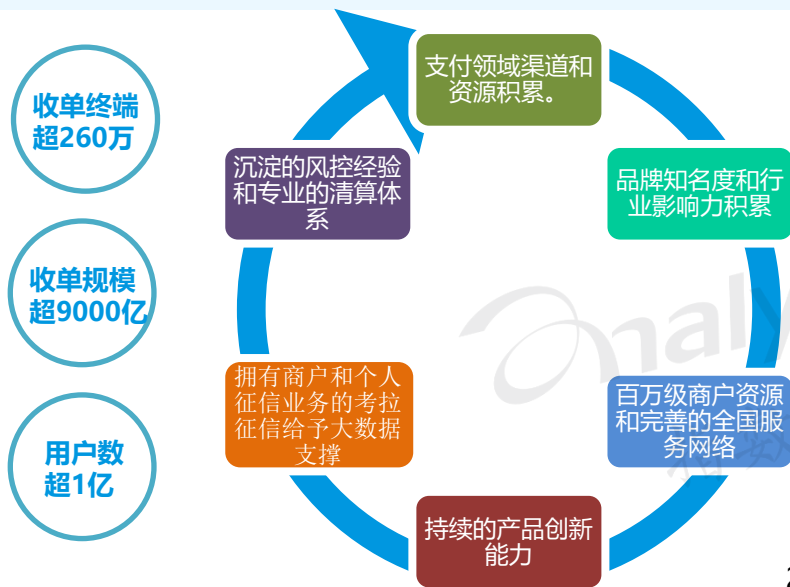 收单终端
超260万
收单规模
超9000亿
用户数
超1亿
支付领域渠道和
资源积累。
品牌知名度和行
业影响力积累
百万级商户资源
和完善的全国服
务网络
持续的产品创新
能力
拥有商户和个人
征信业务的考拉
征信给予大数据
支撑
沉淀的风控经验
和专业的清算体
系